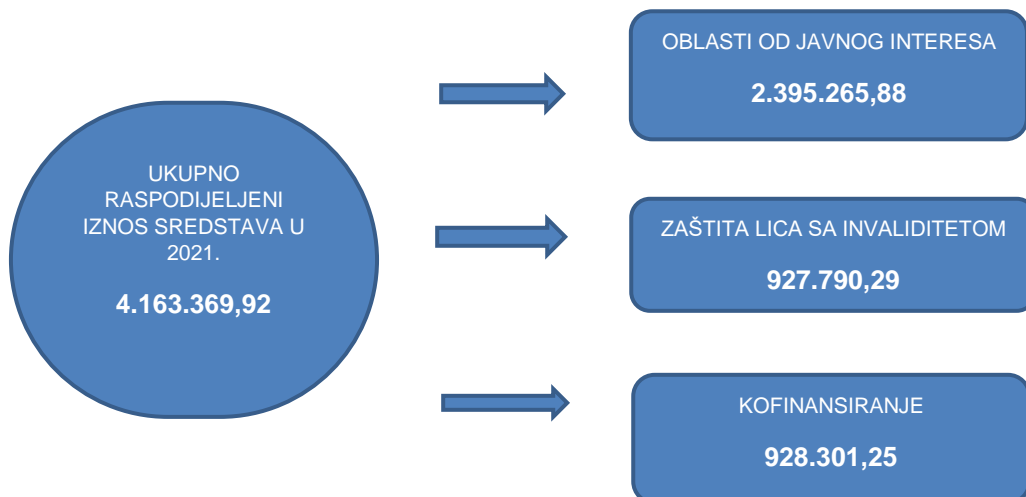 UKUPNO
RASPODIJELJENI
IZNOS SREDSTAVA U
2021.
4.163.369,92
OBLASTI OD JAVNOG INTERESA
2.395.265,88
ZAŠTITA LICA SA INVALIDITETOM
927.790,29
KOFINANSIRANJE
928.301,25